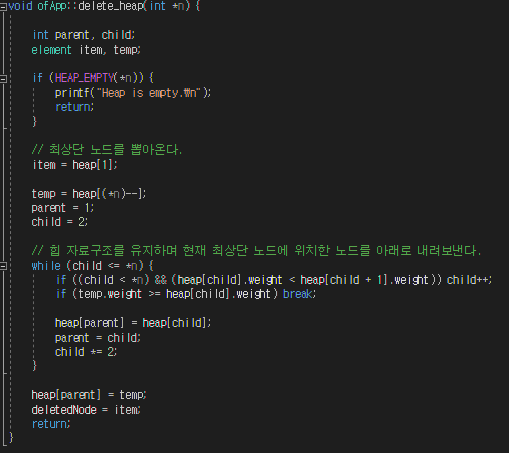 void ofApp::delete_heap(int *n) {
int parent, child;
element item, temp;
if (HEAP_EMPTY(*n)) {
printf("Heap is empty.₩n");
return;
}
// 최상단 노드를 뽑아온다.
item = heap[1];
temp = heap[(*n)--];
parent = 1;
child = 2;
// 힙 자료구조를 유지하며 현재 최상단 노드에 위치한 노드를 아래로 내려보낸다.
while (child <= *n) {
if ((child < *n) && (heap[child].weight < heap[child + 1].weight)) child++;
if (temp.weight >= heap[child].weight) break;
heap[parent] = heap[child];
parent = child;
child *= 2;
}
heap[parent] = temp;
deletedNode = item;
return;
}